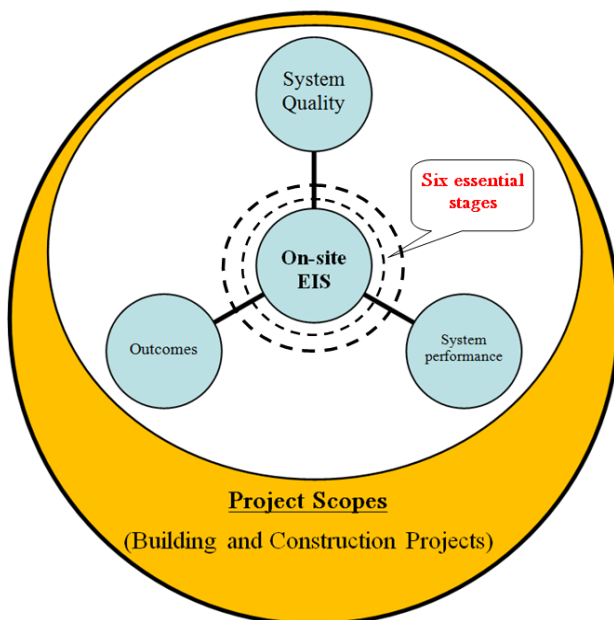 System
Quality
Six essential
stages
On-site
EIS
Outcomes
System
performance
Project Scopes
(Building and Construction Projects)